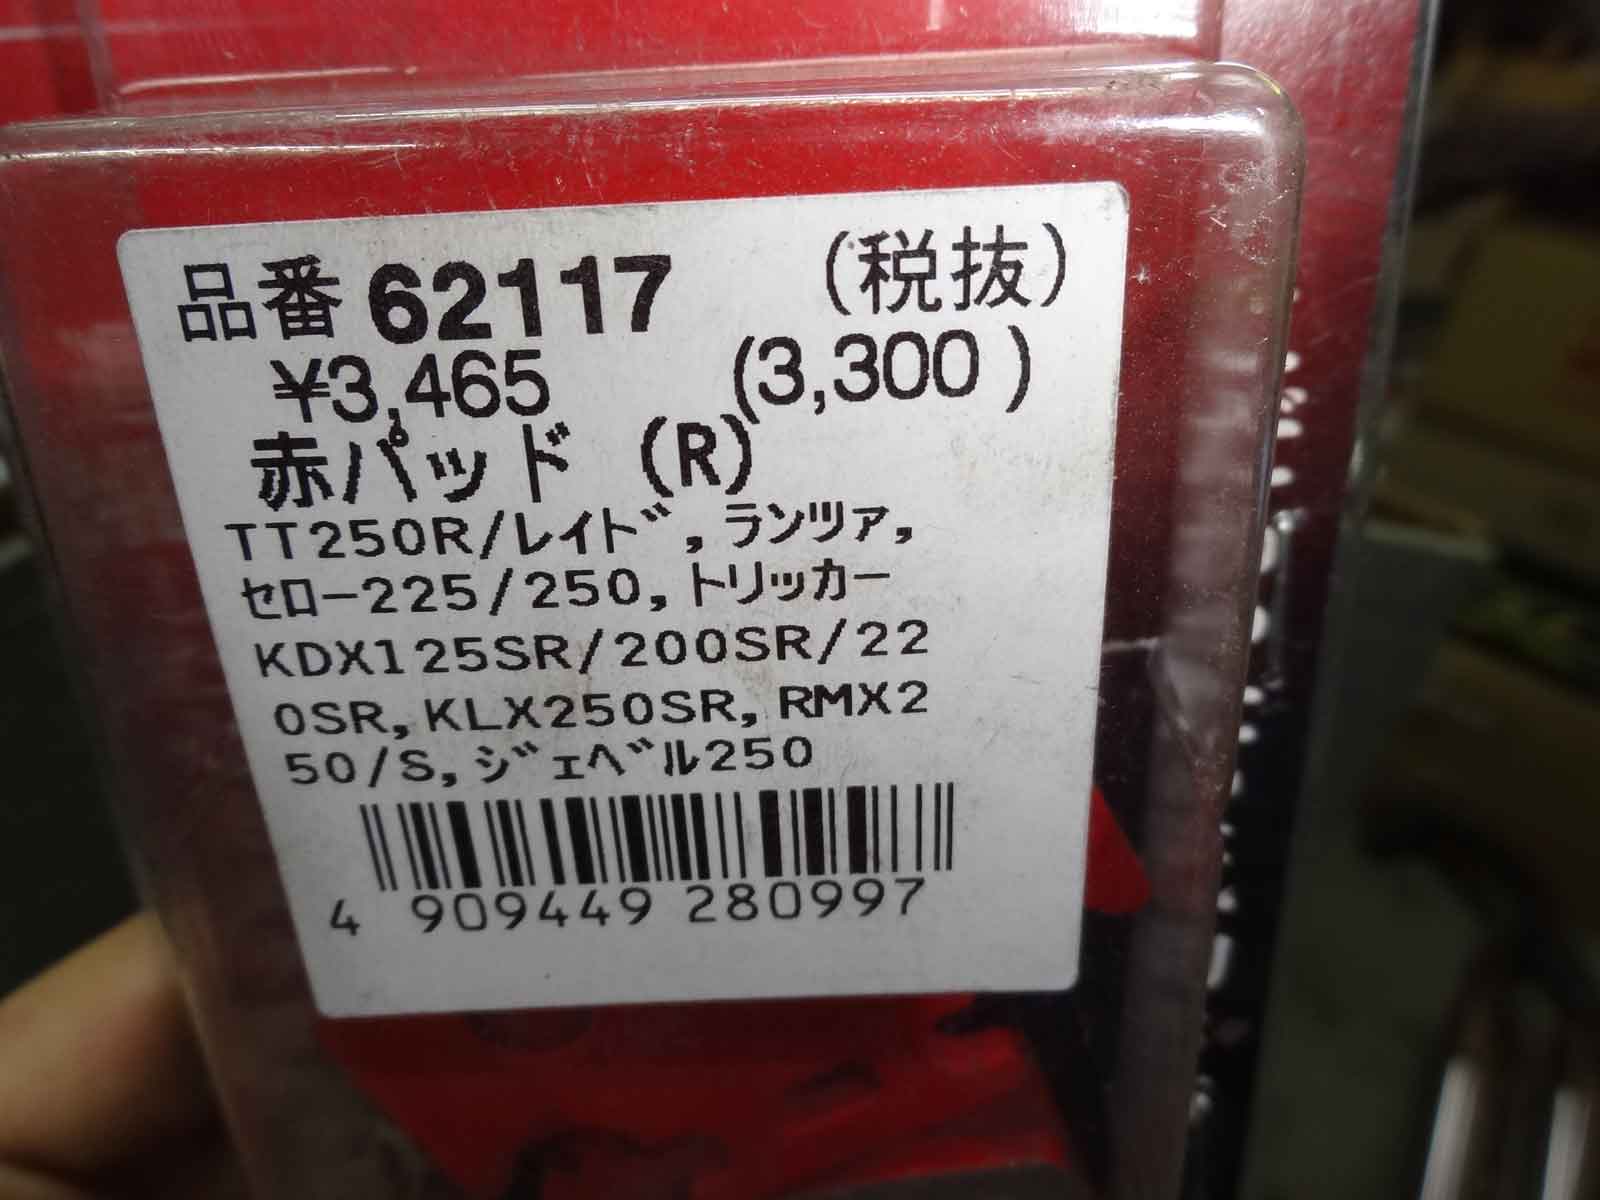 品番 62117 (税抜)
¥3,465 (3,300 )
赤パッド (R)
TT250R/レイド, ランツァ,
セロー225/250, トリッカー
KDX125SR/200SR/22
0SR, KLX250SR, RMX2
50/S, ジェベル250
4 909449 280997